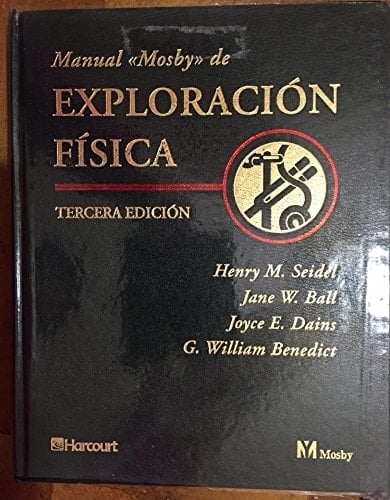 Manual «Mosby» de
EXPLORACIÓN
FÍSICA
TERCERA EDICIÓN
Henry M. Seidel
Jane W. Ball
Joyce E. Dains
G. William Benedict
Harcourt
M Mosby